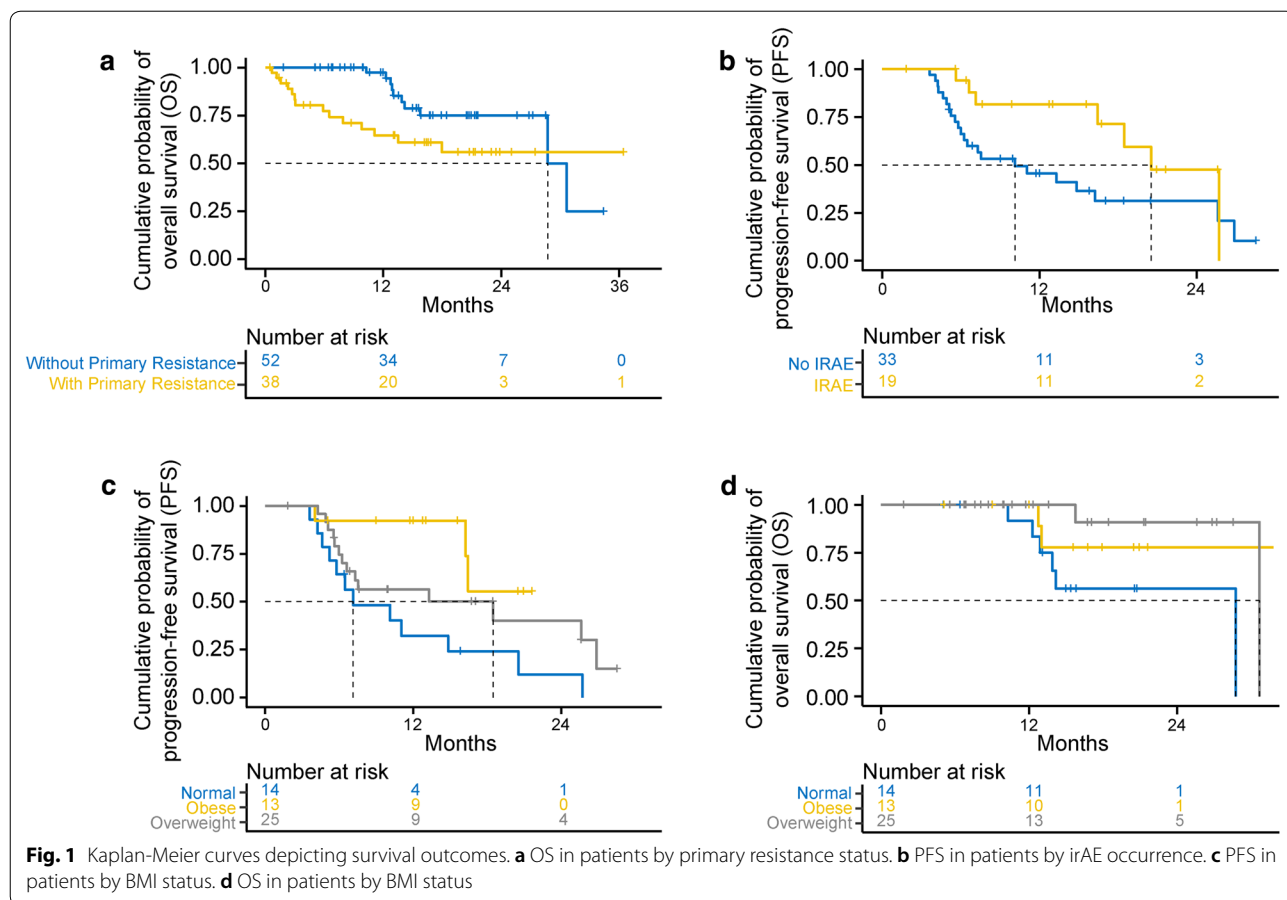 a
Cumulative probability of
overall survival (OS)
1.00
0.75
0.50
0.25
0.00
0
12
24
36
Months
Number at risk
Without Primary Resistance 52 34 7 0
With Primary Resistance 38 20 3 1
b
Cumulative probability of
progression-free survival (PFS)
1.00
0.75
0.50
0.25
0.00
0
12
24
Months
Number at risk
No IRAE 33 11 3
IRAE 19 11 2
c
Cumulative probability of
progression-free survival (PFS)
1.00
0.75
0.50
0.25
0.00
0
12
24
Months
Number at risk
Normal 14 4 1
Obese 13 9 0
Overweight 25 9 4
d
Cumulative probability of
overall survival (OS)
1.00
0.75
0.50
0.25
0.00
0
12
24
Months
Number at risk
Normal 14 11 1
Obese 13 10 1
Overweight 25 13 5
Fig. 1 Kaplan-Meier curves depicting survival outcomes. a OS in patients by primary resistance status. b PFS in patients by irAE occurrence. c PFS in
patients by BMI status. d OS in patients by BMI status